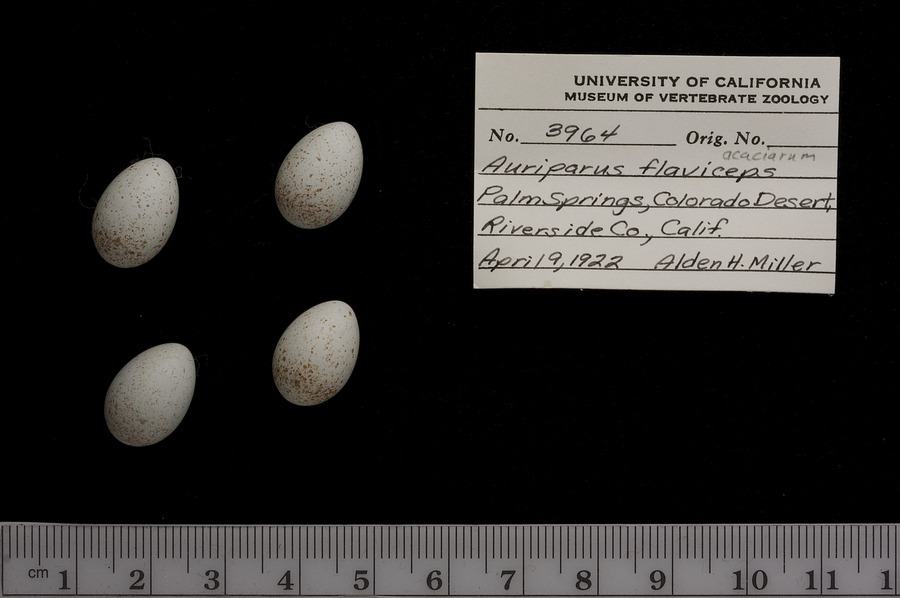 UNIVERSITY OF CALIFORNIA
MUSEUM OF VERTEBRATE ZOOLOGY
No. 3964 Orig. No.
acaciarum
Auriparus flaviceps
Palm Springs, Colorado Desert,
Riverside Co., Calif.
April 9, 1922 Alden H. Miller
cm 1 2 3 4 5 6 7 8 9 10 11 1